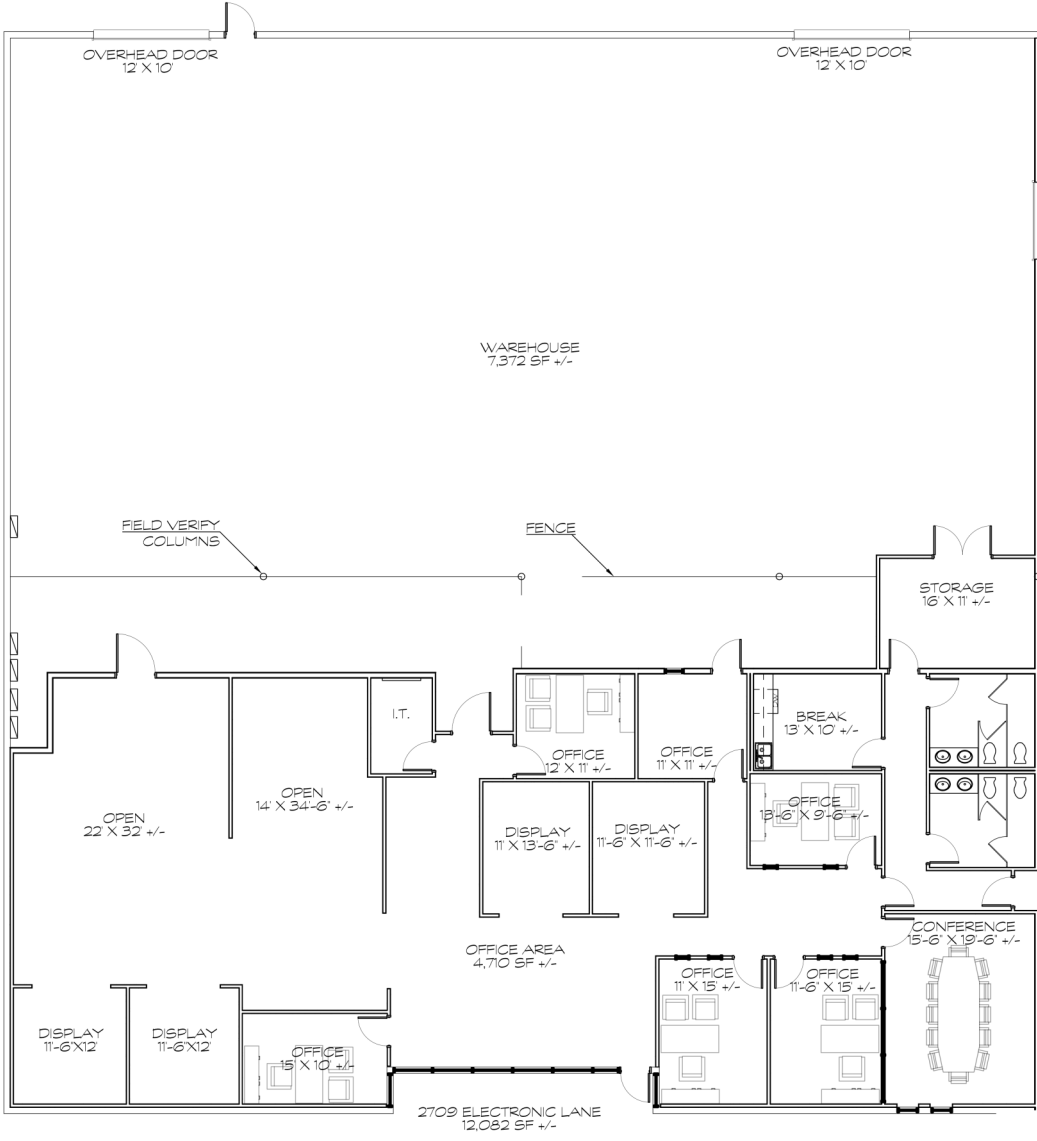 OVERHEAD DOOR
12' X 10'
OVERHEAD DOOR
12' X 10'
WAREHOUSE
7,372 SF +/-
FIELD VERIFY
COLUMNS
FENCE
STORAGE
16' X 11' +/-
I.T.
OFFICE
12' X 11' +/-
OFFICE
11' X 11' +/-
BREAK
13' X 10' +/-
OPEN
22' X 32' +/-
OPEN
14' X 34'-6" +/-
DISPLAY
11' X 13'-6" +/-
DISPLAY
11'-6" X 11'-6" +/-
OFFICE
13'-6" X 9'-6" +/-
OFFICE AREA
4,710 SF +/-
CONFERENCE
15'-6" X 19'-6" +/-
OFFICE
11' X 15' +/-
OFFICE
11'-6" X 15' +/-
DISPLAY
11'-6"X12'
DISPLAY
11'-6"X12'
OFFICE
15' X 10' +/-
2709 ELECTRONIC LANE
12,082 SF +/-